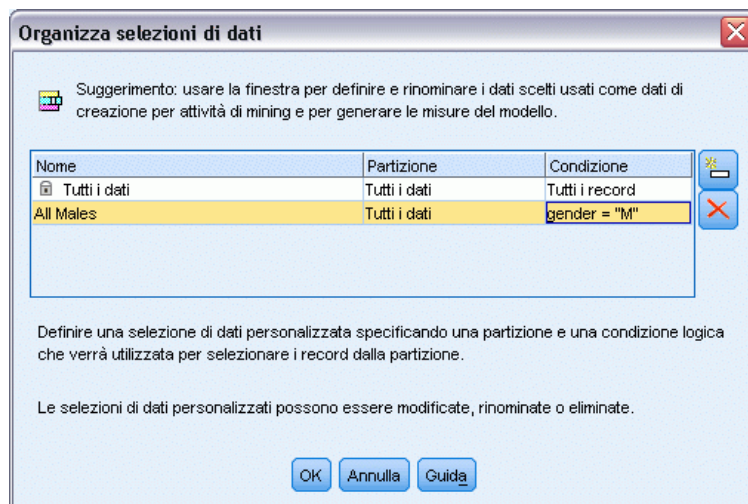 Organizza selezioni di dati
Suggerimento: usare la finestra per definire e rinominare i dati scelti usati come dati di
creazione per attività di mining e per generare le misure del modello.
Nome Partizione Condizione
Tutti i dati Tutti i dati Tutti i record
All Males Tutti i dati gender = "M"
Definire una selezione di dati personalizzata specificando una partizione e una condizione logica
che verrà utilizzata per selezionare i record dalla partizione.
Le selezioni di dati personalizzati possono essere modificate, rinominate o eliminate.
OK Annulla Guida